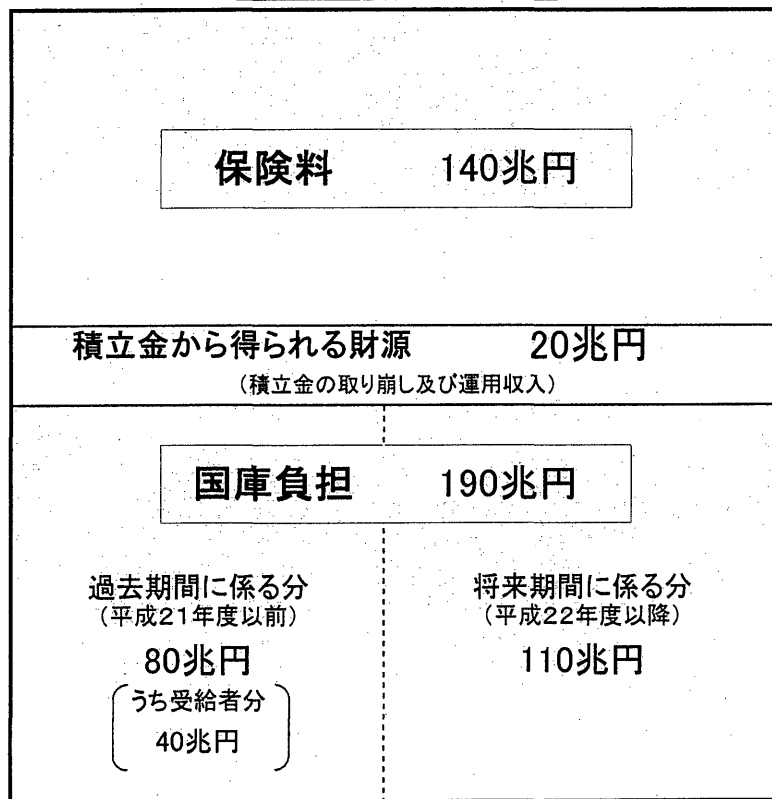 保険料 140兆円
積立金から得られる財源 20兆円
(積立金の取り崩し及び運用収入)
国庫負担 190兆円
過去期間に係る分
(平成21年度以前)
80兆円
うち受給者分
40兆円
将来期間に係る分
(平成22年度以降)
110兆円